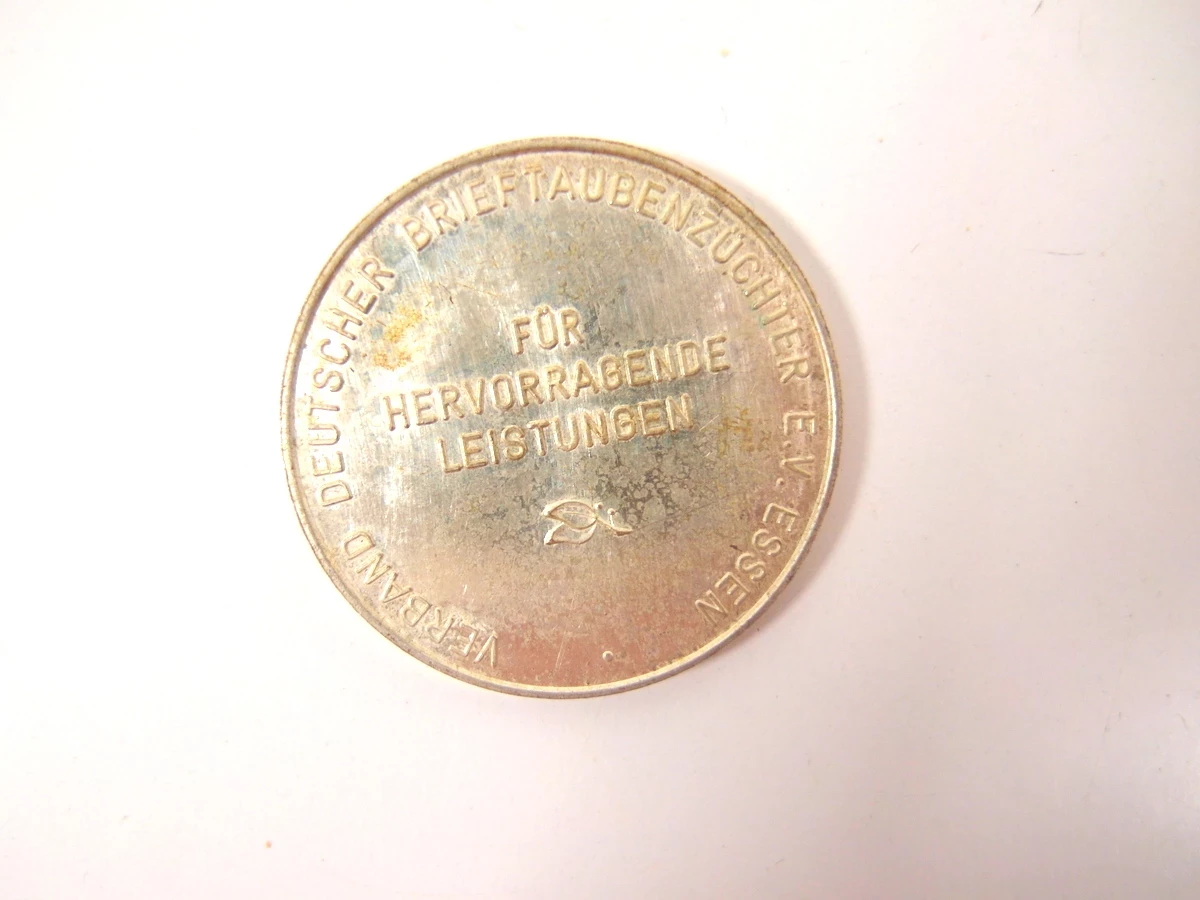 VERBAND DEUTSCHER BRIEFTAUBENZÜCHTER E.V. ESSEN
FÜR
HERVORRAGENDE
LEISTUNGEN